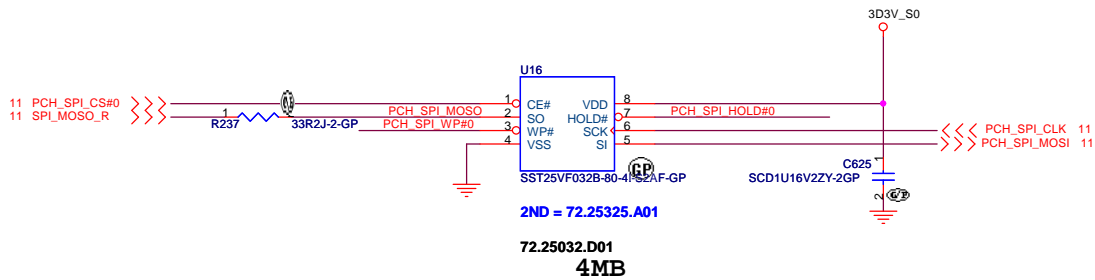 3D3V_S0
U16
11 PCH_SPI_CS#0 1 CE# VDD 8
11 SPI_MOSO_R 1 R237 33R2J-2-GP PCH_SPI_MOSO 2 SO HOLD# 7 PCH_SPI_HOLD#0
PCH_SPI_WP#0 3 WP# SCK 6 PCH_SPI_CLK 11
4 VSS SI 5 PCH_SPI_MOSI 11
SST25VF032B-80-4I-S2AF-GP
GP
C625 1
SCD1U16V2ZY-2GP
2
2ND = 72.25325.A01
72.25032.D01
4MB